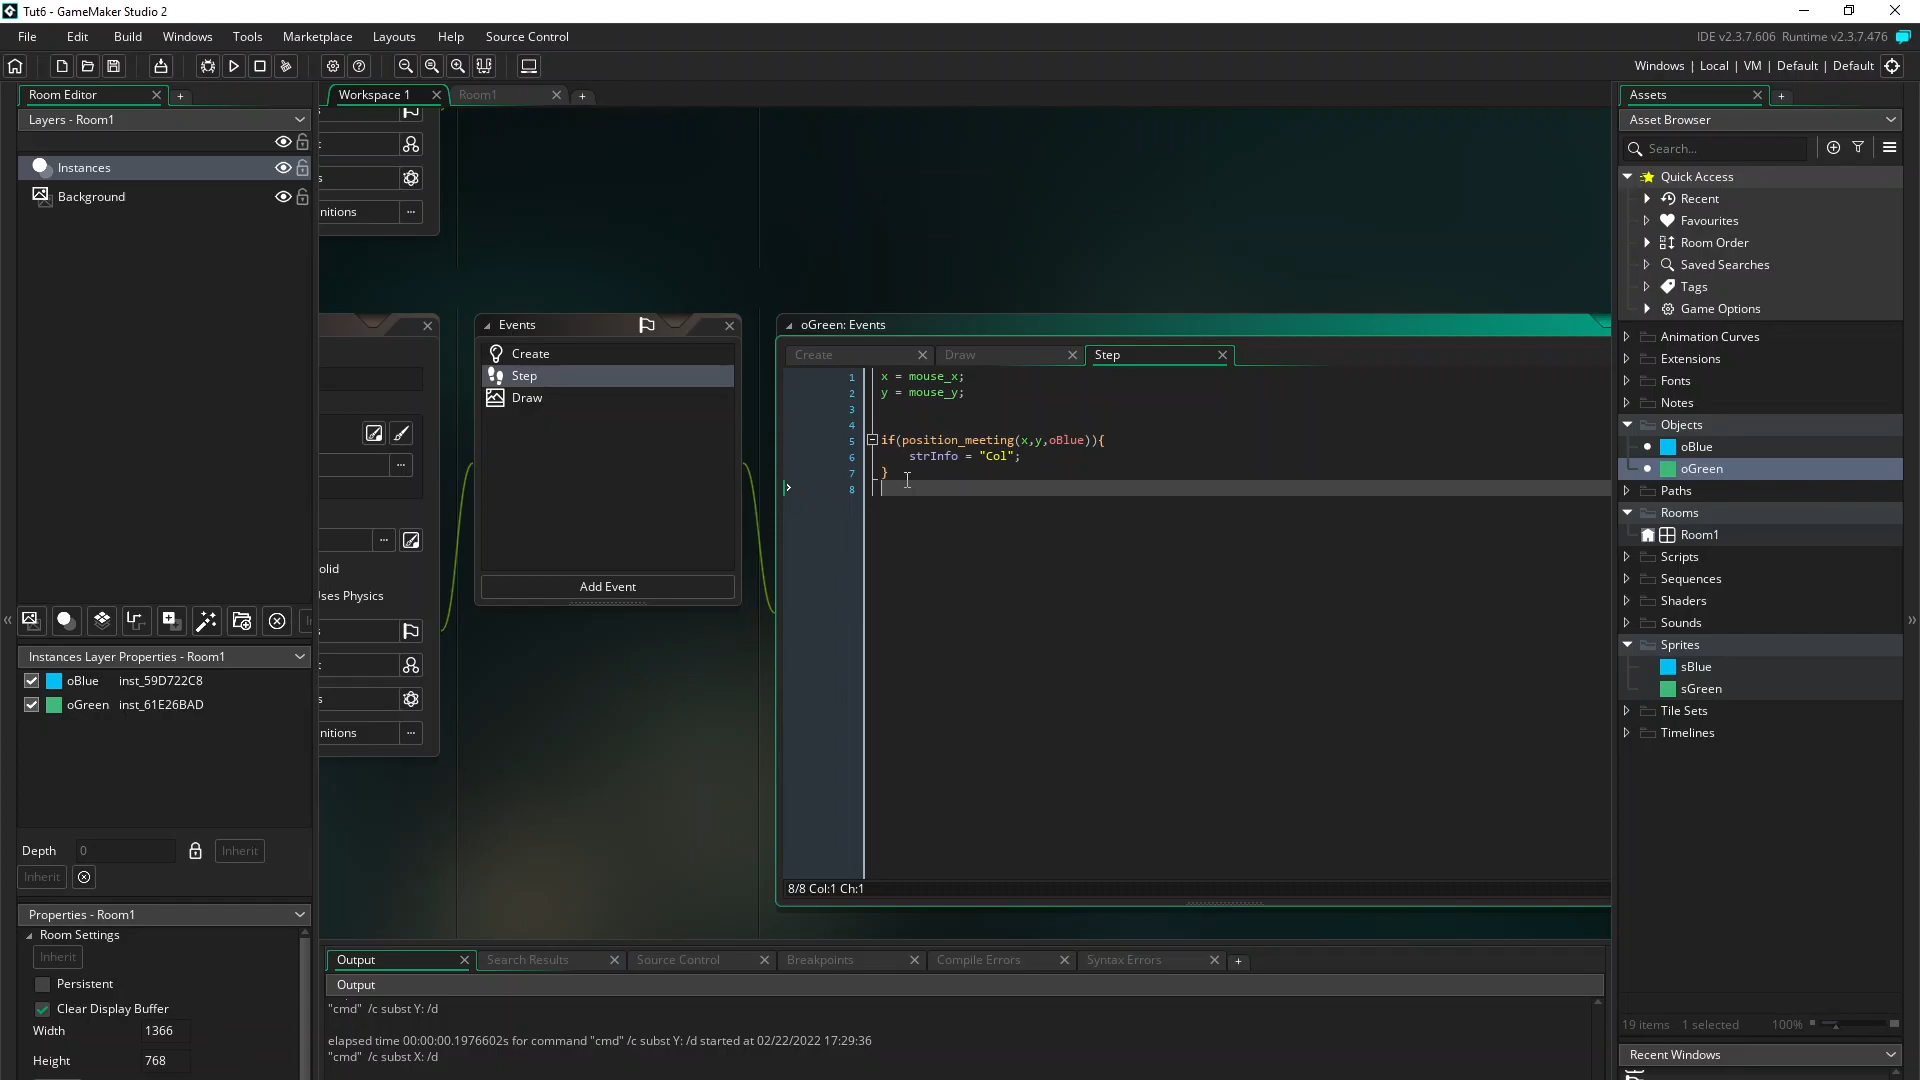 Tut6 - GameMaker Studio 2
File Edit Build Windows Tools Marketplace Layouts Help Source Control
IDE v2.3.7.606 Runtime v2.3.7.476
Windows | Local | VM | Default | Default
Room Editor
Layers - Room1
Instances
Background
Instances Layer Properties - Room1
oBlue inst_59D722C8
oGreen inst_61E26BAD
Depth 0 Inherit
Inherit
Properties - Room1
Room Settings
Inherit
Persistent
Clear Display Buffer
Width 1366
Height 768
Workspace 1 Room1
nitions
olid
Uses Physics
nitions
Events
Create
Step
Draw
Add Event
oGreen: Events
Create Draw Step
1 x = mouse_x;
2 y = mouse_y;
3
4
5 if(position_meeting(x,y,oBlue)){
6 strInfo = "Col";
7 }
8
8/8 Col:1 Ch:1
Output Search Results Source Control Breakpoints Compile Errors Syntax Errors
Output
"cmd" /c subst Y: /d
elapsed time 00:00:00.1976602s for command "cmd" /c subst Y: /d started at 02/22/2022 17:29:36
"cmd" /c subst X: /d
Assets
Asset Browser
Search...
Quick Access
Recent
Favourites
Room Order
Saved Searches
Tags
Game Options
Animation Curves
Extensions
Fonts
Notes
Objects
oBlue
oGreen
Paths
Rooms
Room1
Scripts
Sequences
Shaders
Sounds
Sprites
sBlue
sGreen
Tile Sets
Timelines
19 items 1 selected 100%
Recent Windows